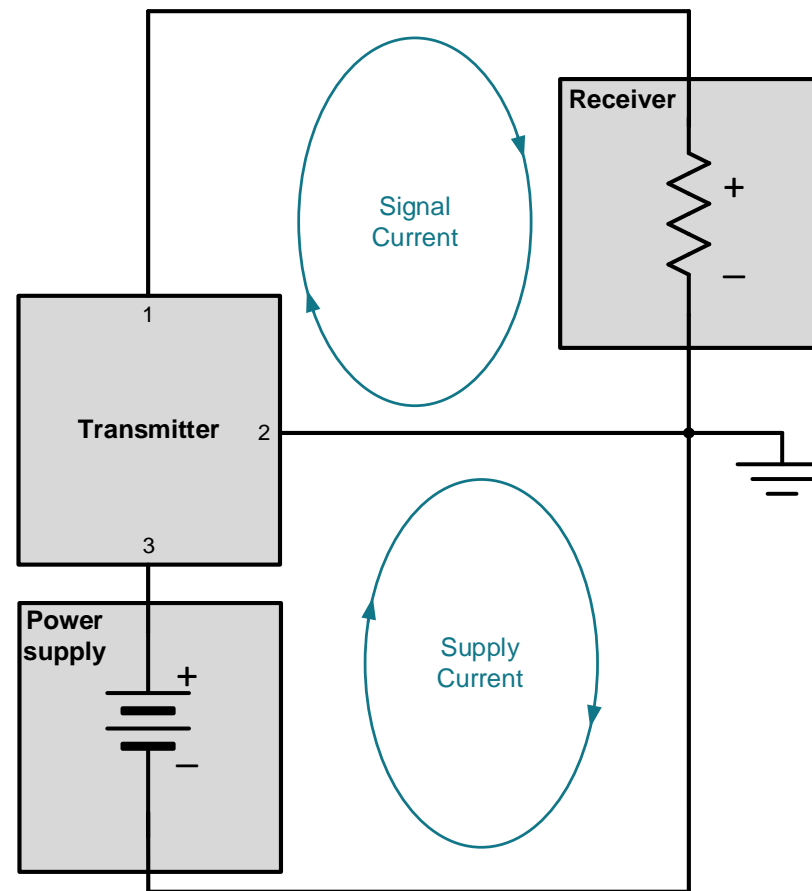 Receiver
+
Signal
Current
–
1
Transmitter
2
3
Power
supply
+
Supply
Current
–